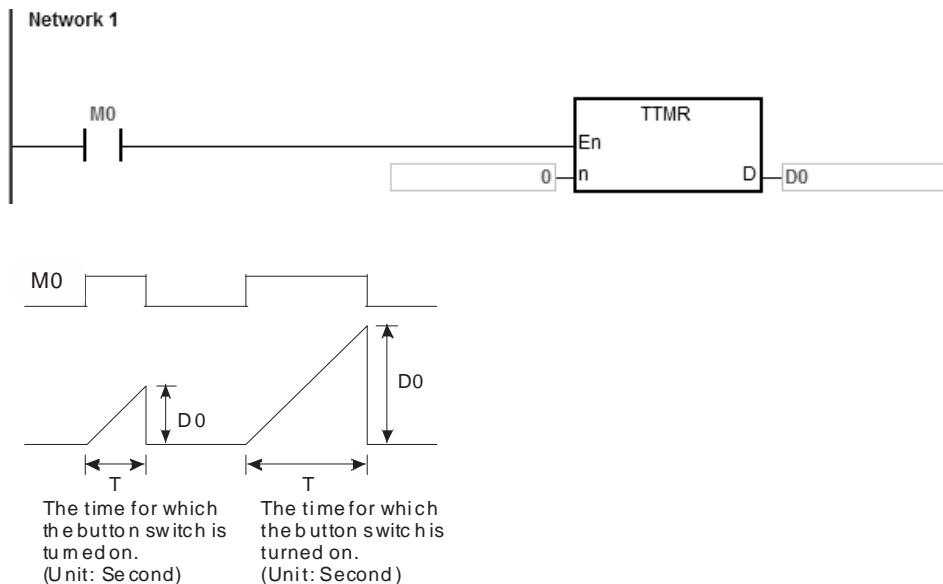 Network 1
M0
TTMR
En
0 n D D0
M0
D0
D0
T T
The time for which
the button switch is
turned on.
(Unit: Second)
The time for which
the button switch is
turned on.
(Unit: Second)